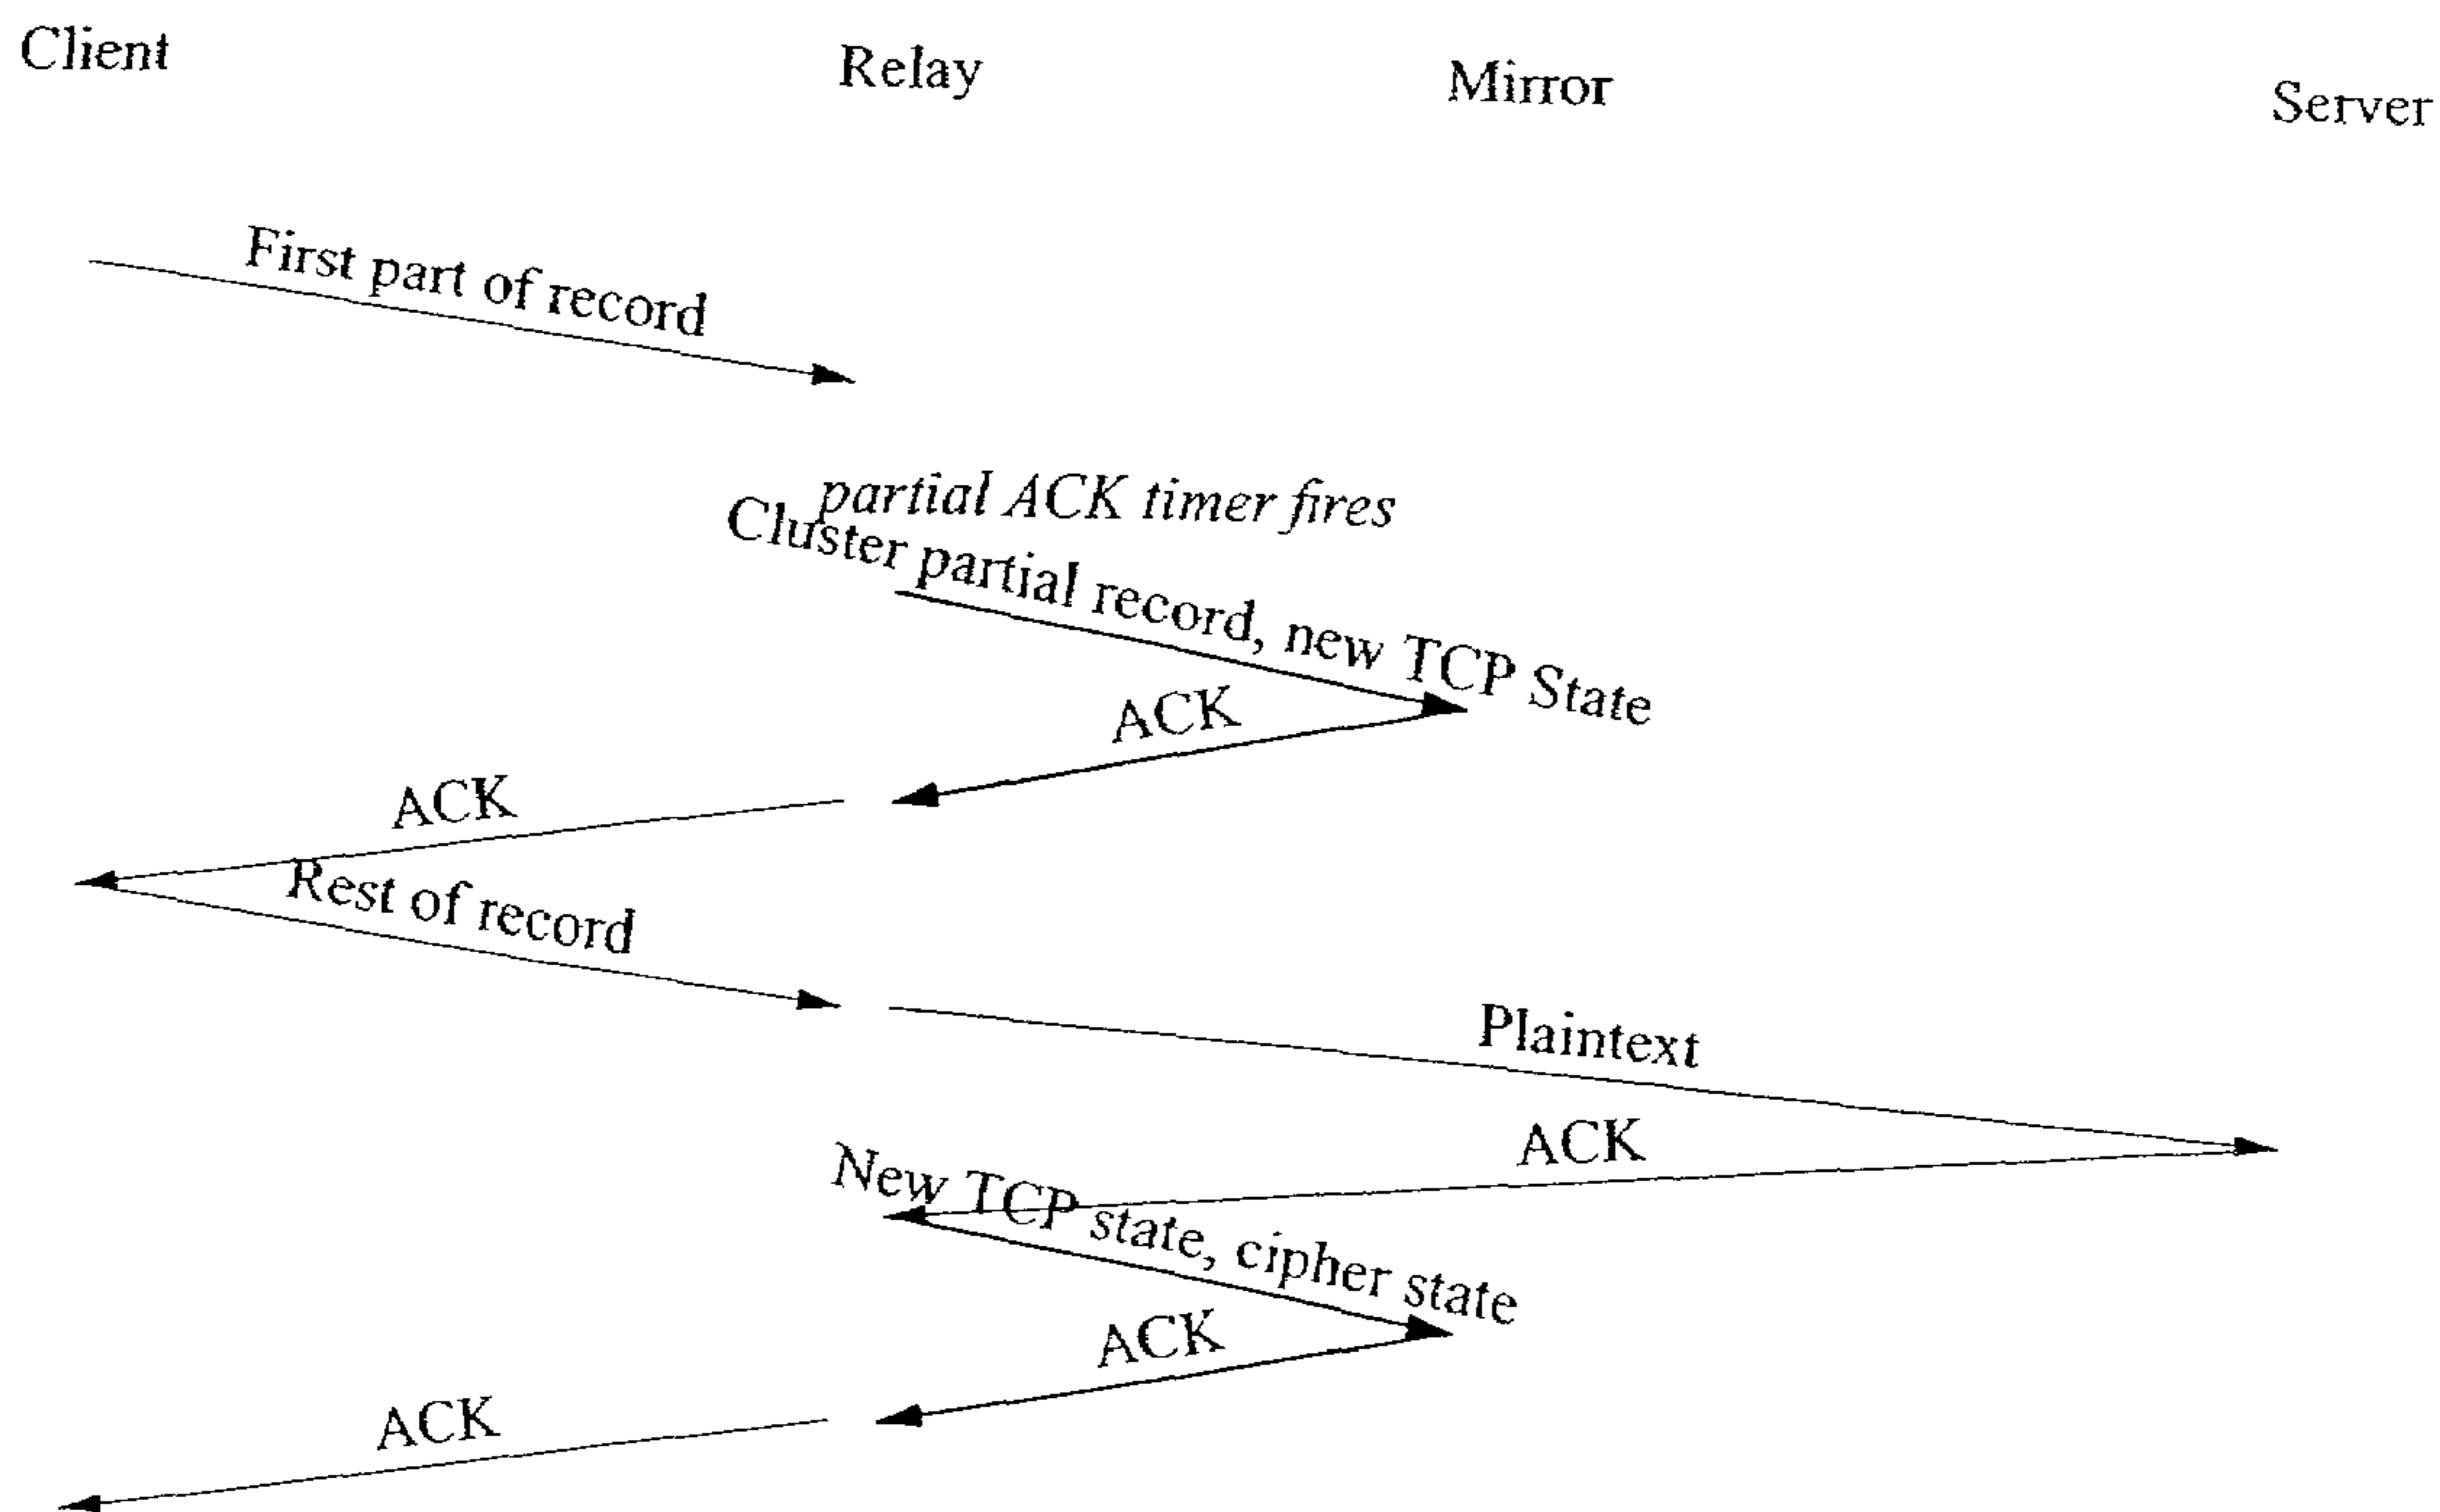 Client
Relay
Mirror
Server
First part of record
partial ACK timer fires
Cluster partial record, new TCP State
ACK
ACK
Rest of record
Plaintext
ACK
New TCP state, cipher state
ACK
ACK